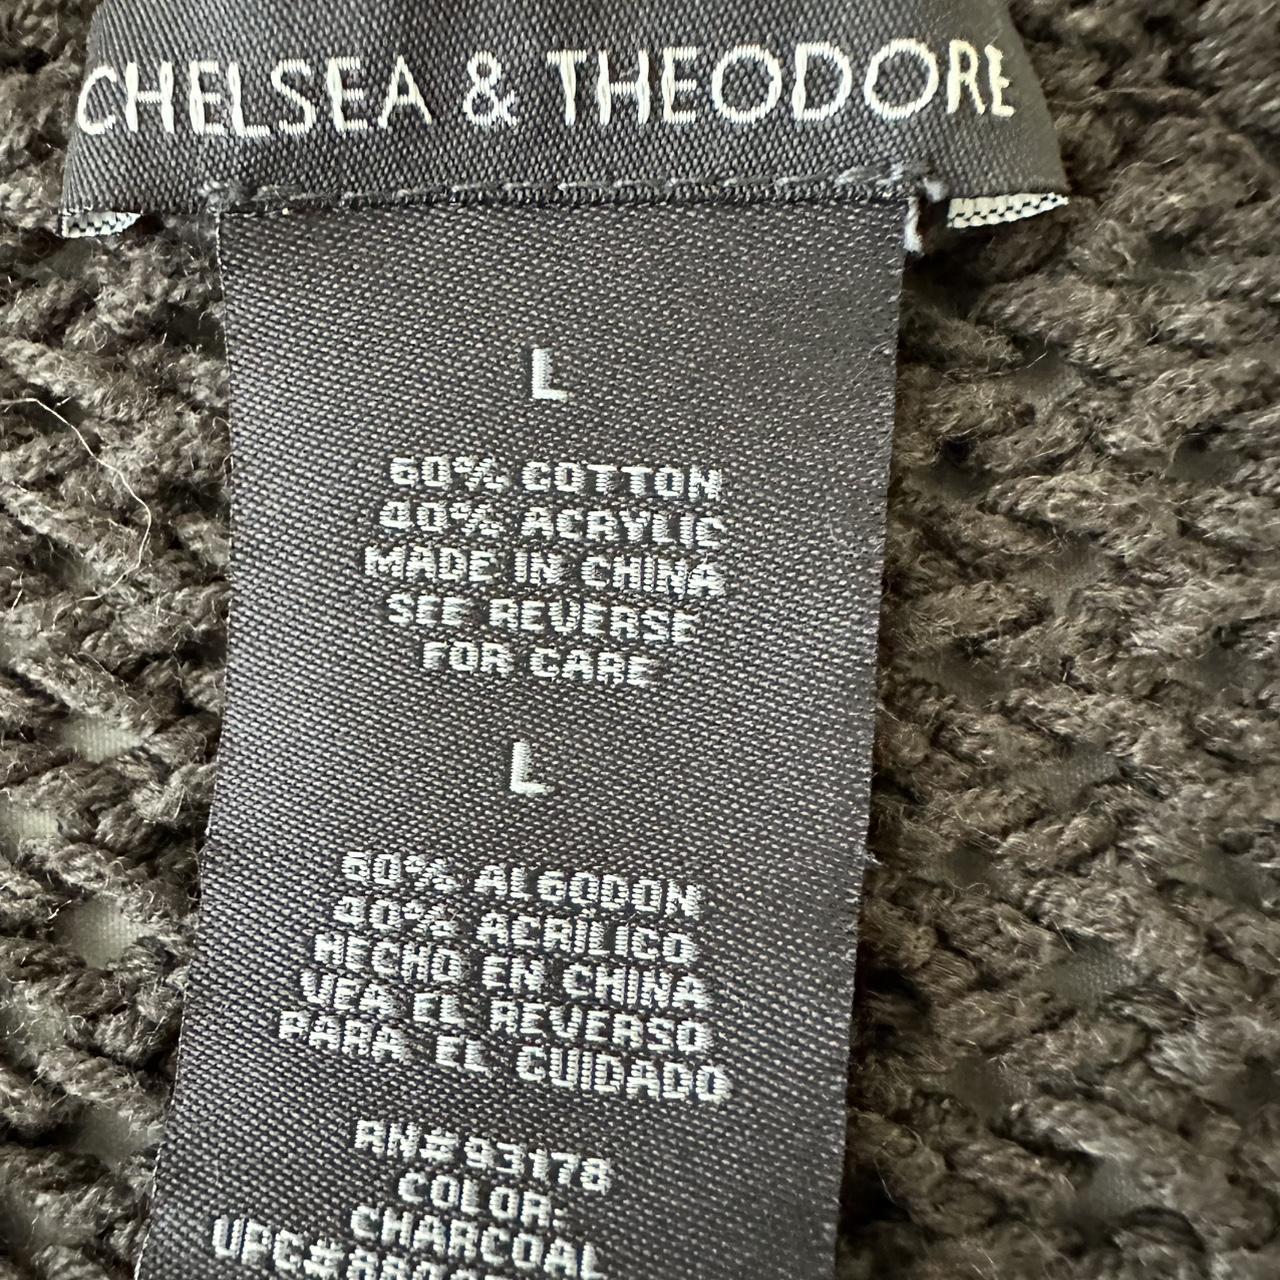 CHELSEA & THEODORE
L
60% COTTON
40% ACRYLIC
MADE IN CHINA
SEE REVERSE
FOR CARE
L
60% ALGODON
40% ACRÍLICO
HECHO EN CHINA
VEA EL REVERSO
PARA EL CUIDADO
RN#93178
COLOR:
CHARCOAL